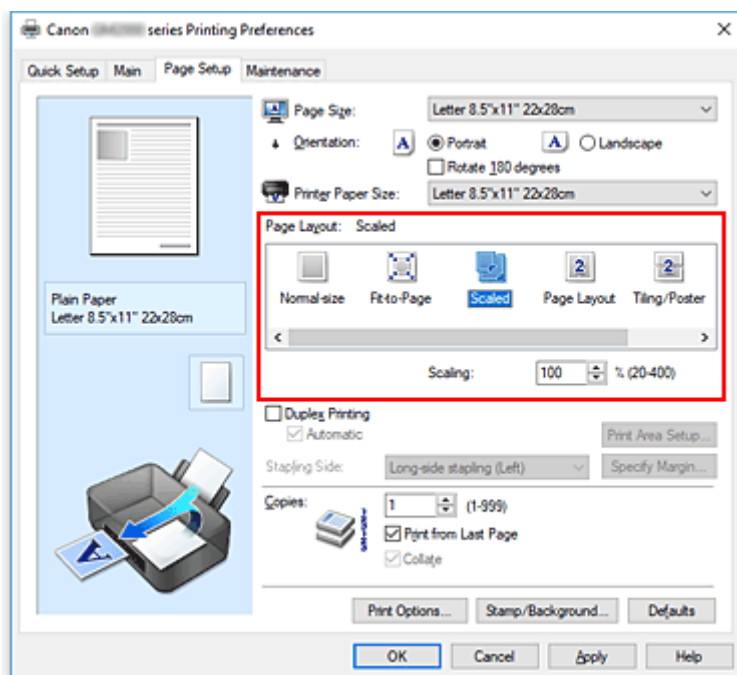 Canon series Printing Preferences
Quick Setup Main Page Setup Maintenance
Page Size: Letter 8.5"x11" 22x28cm
Orientation: A Portrait A Landscape
Rotate 180 degrees
Printer Paper Size: Letter 8.5"x11" 22x28cm
Page Layout: Scaled
2 2
Normal-size Fit-to-Page Scaled Page Layout Tiling/Poster
Scaling: 100 % (20-400)
Plain Paper
Letter 8.5"x11" 22x28cm
Duplex Printing
Automatic
Print Area Setup...
Stapling Side: Long-side stapling (Left) Specify Margin...
Copies: 1 (1-999)
Print from Last Page
Collate
A
Print Options... Stamp/Background... Defaults
OK Cancel Apply Help